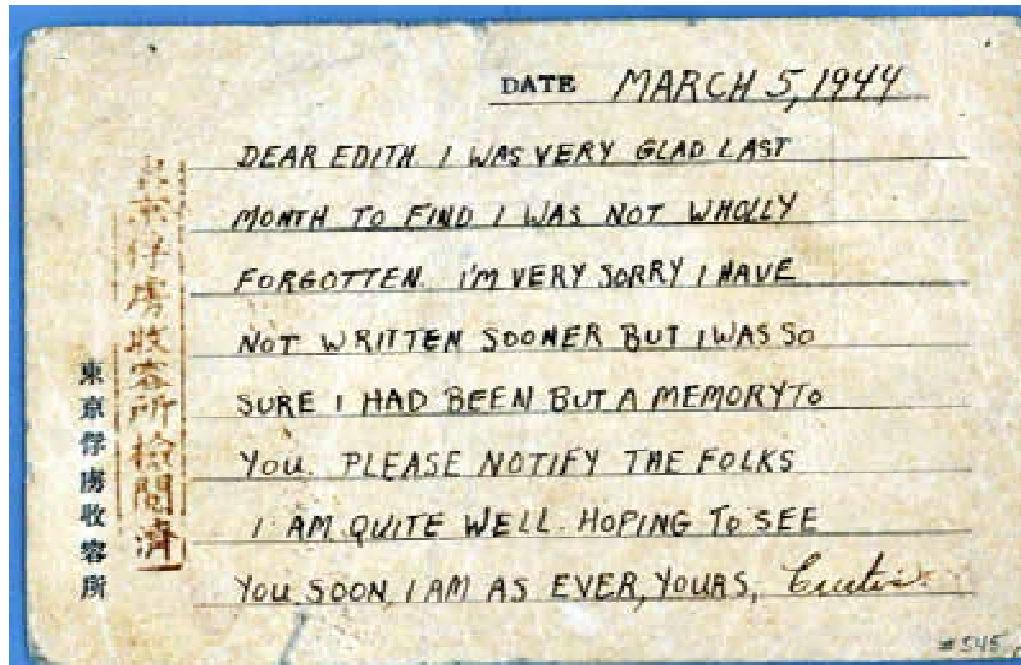 DATE MARCH 5, 1944
DEAR EDITH I WAS VERY GLAD LAST
MONTH TO FIND I WAS NOT WHOLLY
FORGOTTEN. I'M VERY SORRY I HAVE
NOT WRITTEN SOONER BUT I WAS SO
SURE I HAD BEEN BUT A MEMORY TO
YOU. PLEASE NOTIFY THE FOLKS
I AM QUITE WELL. HOPING TO SEE
YOU SOON, I AM AS EVER, YOURS, Curtis.
東京俘虜收容所検閲済
東京俘虜收容所
#545